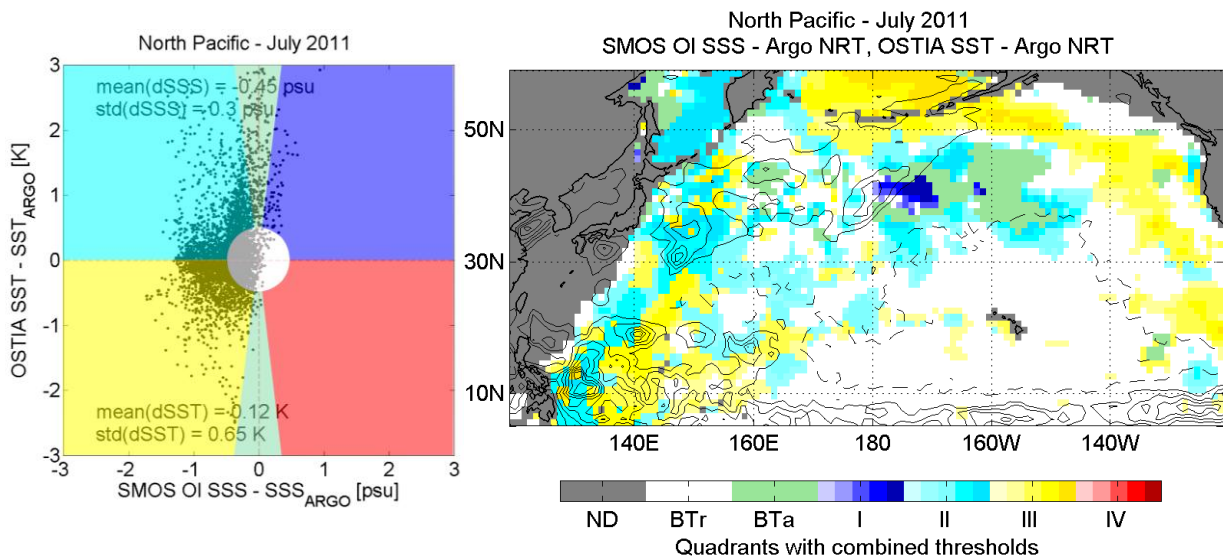 North Pacific - July 2011
mean(dSSS) = -0.45 psu
std(dSSS) = 0.3 psu
3
2
1
0
-1
-2
-3
OSTIA SST - SST_ARGO [K]
mean(dSST) = -0.12 K
std(dSST) = 0.65 K
-3 -2 -1 0 1 2 3
SMOS OI SSS - SSS_ARGO [psu]
North Pacific - July 2011
SMOS OI SSS - Argo NRT, OSTIA SST - Argo NRT
50N
30N
10N
140E 160E 180 160W 140W
ND BTr BTa I II III IV
Quadrants with combined thresholds